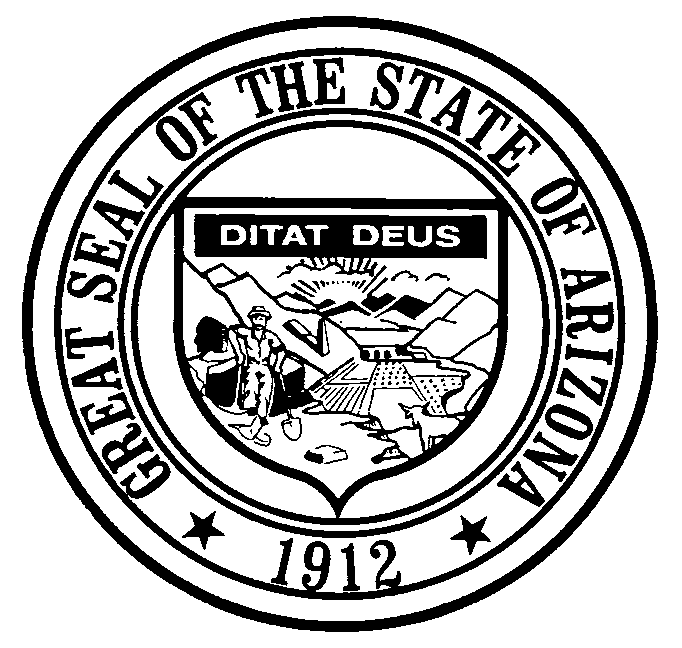 GREAT SEAL OF THE STATE OF ARIZONA
DITAT DEUS
1912